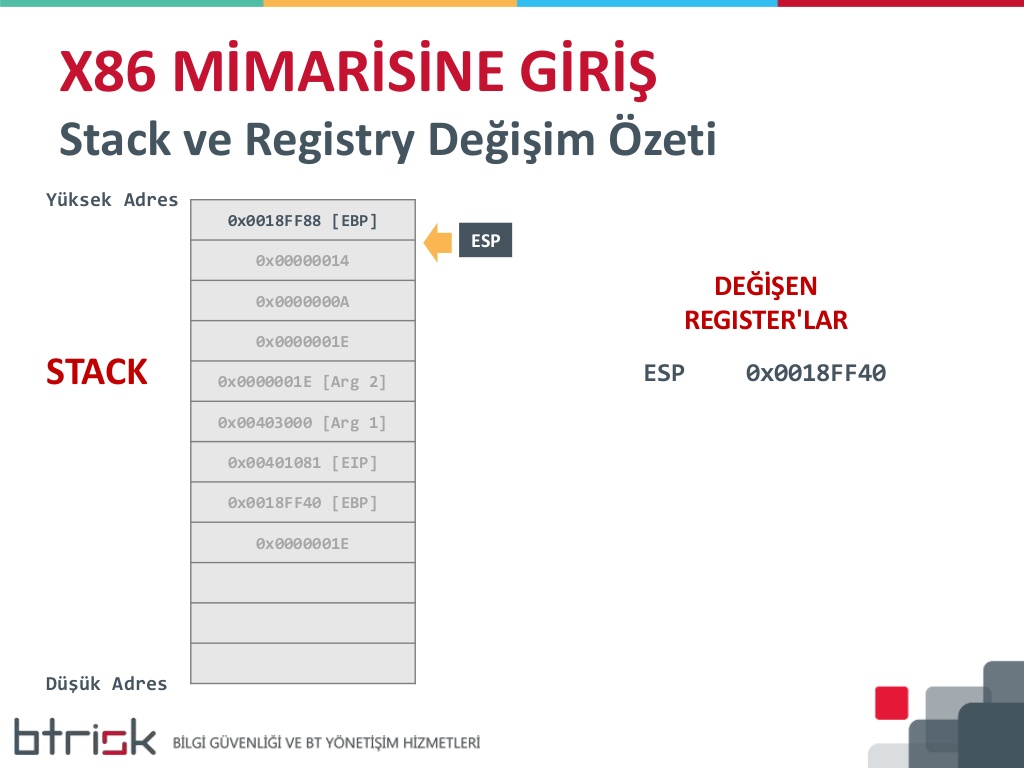 X86 MİMARİSİNE GİRİŞ
Stack ve Registry Değişim Özeti
Yüksek Adres
0x0018FF88 [EBP]
ESP
0x00000014
0x0000000A
0x0000001E
STACK
0x0000001E [Arg 2]
0x00403000 [Arg 1]
0x00401081 [EIP]
0x0018FF40 [EBP]
0x0000001E
Düşük Adres
DEĞİŞEN
REGISTER'LAR
ESP 0x0018FF40
btrisk BİLGİ GÜVENLİĞİ VE BT YÖNETİŞİM HİZMETLERİ